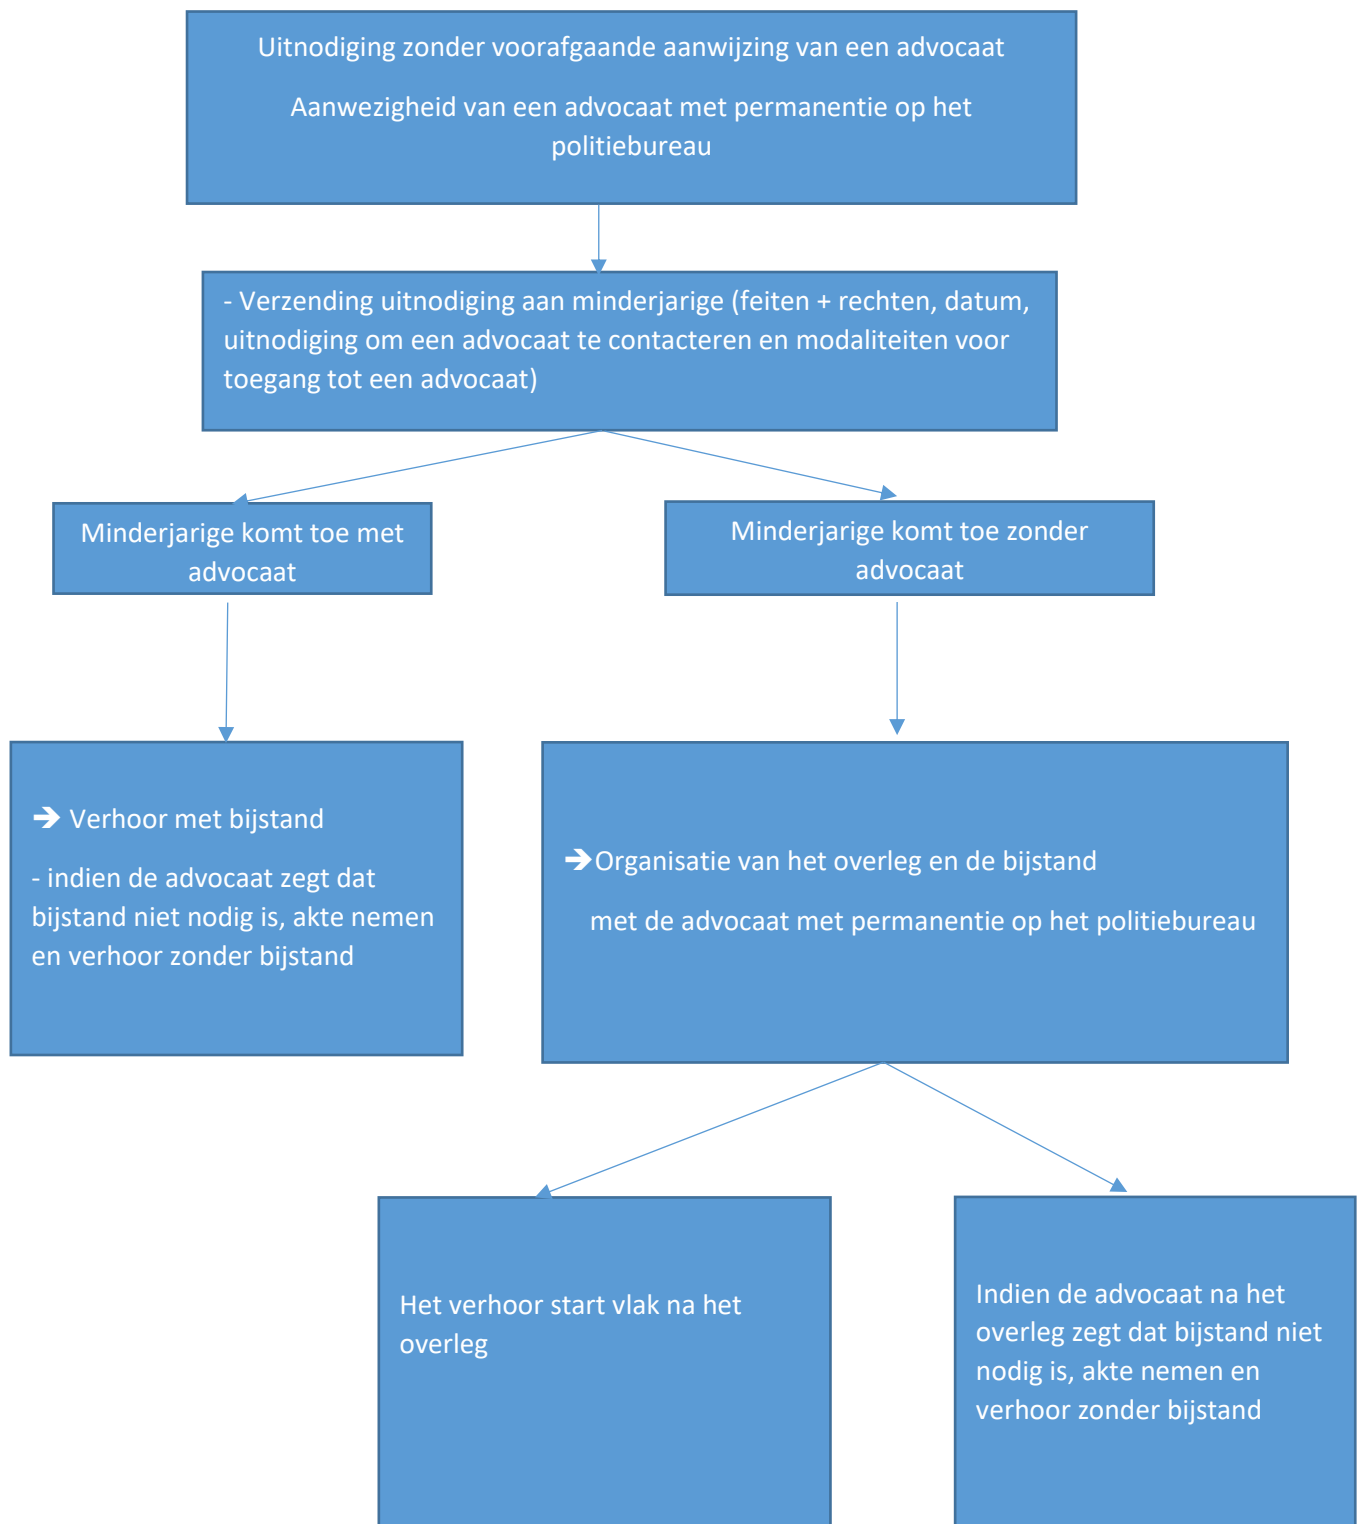 Uitnodiging zonder voorafgaande aanwijzing van een advocaat
Aanwezigheid van een advocaat met permanentie op het
politiebureau
- Verzending uitnodiging aan minderjarige (feiten + rechten, datum,
uitnodiging om een advocaat te contacteren en modaliteiten voor
toegang tot een advocaat)
Minderjarige komt toe met
advocaat
Minderjarige komt toe zonder
advocaat
➔ Verhoor met bijstand
- indien de advocaat zegt dat
bijstand niet nodig is, akte nemen
en verhoor zonder bijstand
➔Organisatie van het overleg en de bijstand
met de advocaat met permanentie op het politiebureau
Het verhoor start vlak na het
overleg
Indien de advocaat na het
overleg zegt dat bijstand niet
nodig is, akte nemen en
verhoor zonder bijstand